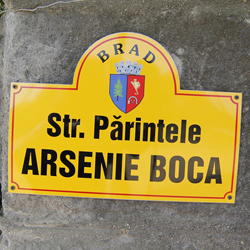 BRAD
Str. Părintele
ARSENIE BOCA